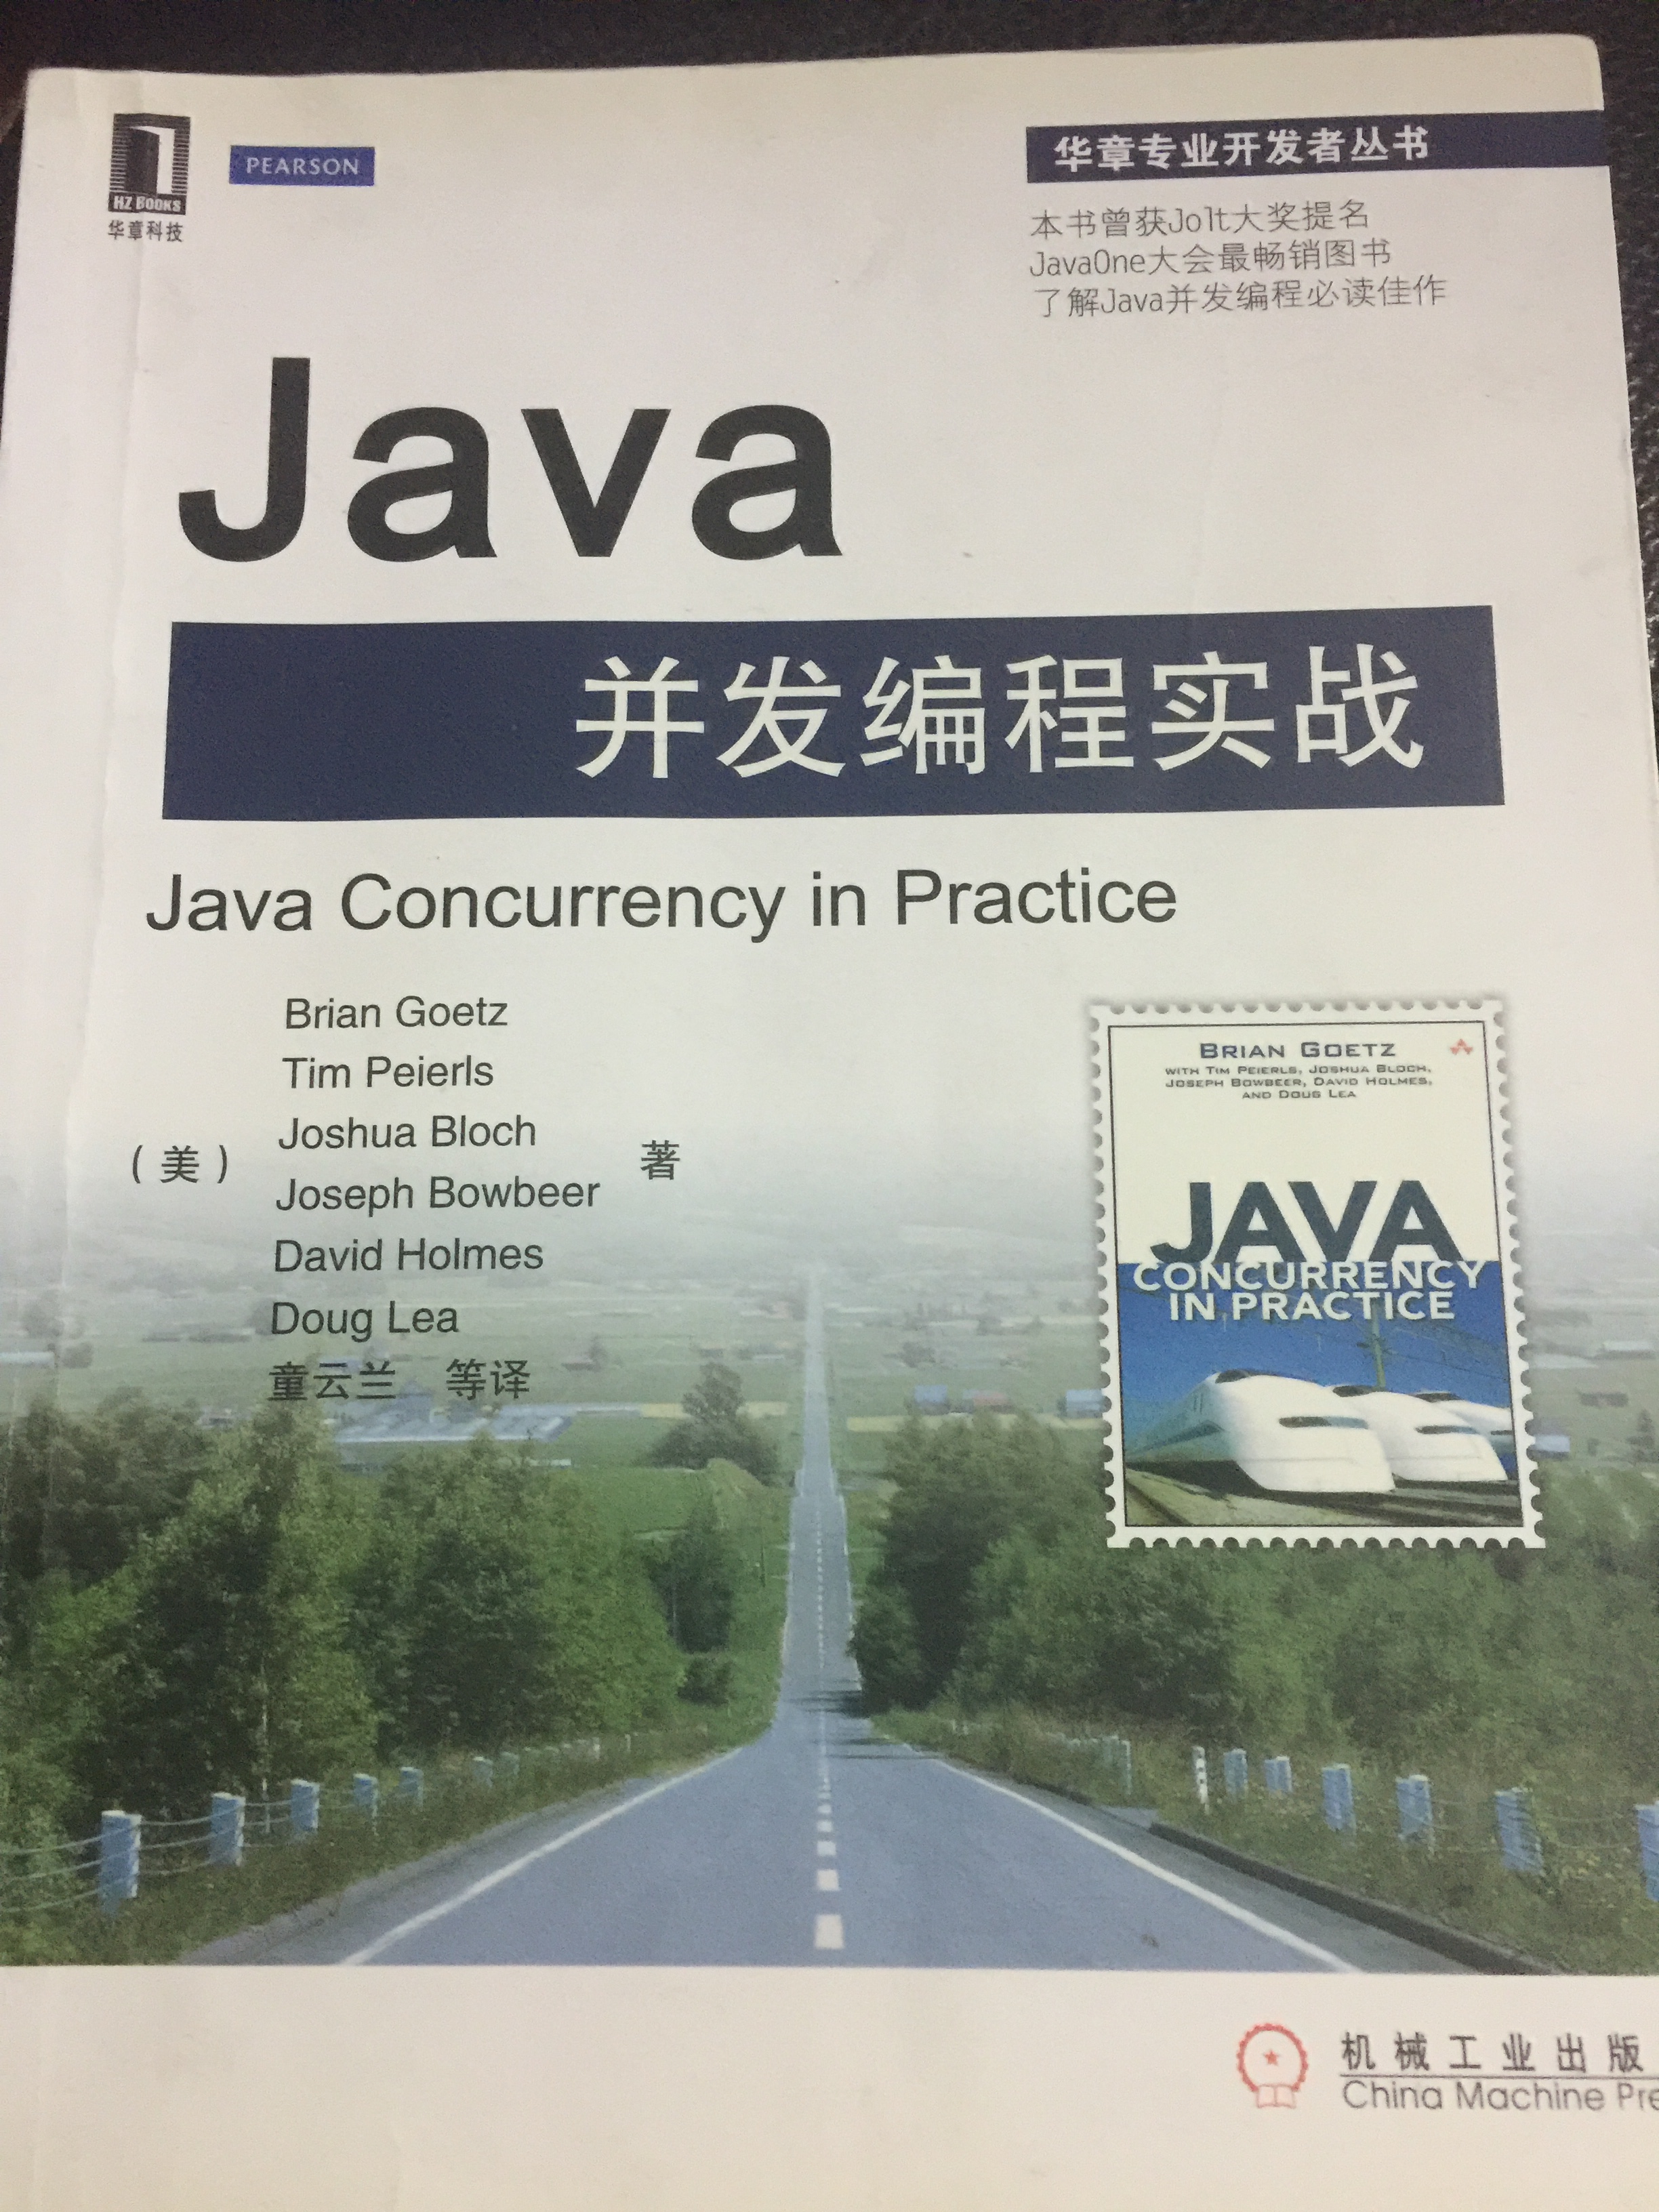 HZ BOOKS
华章科技
PEARSON
华章专业开发者丛书
本书曾获Jolt大奖提名
JavaOne大会最畅销图书
了解Java并发编程必读佳作
Java
并发编程实战
Java Concurrency in Practice
(美)
Brian Goetz
Tim Peierls
Joshua Bloch
Joseph Bowbeer
David Holmes
Doug Lea
著
童云兰 等译
BRIAN GOETZ
WITH TIM PEIERLS, JOSHUA BLOCH,
JOSEPH BOWBEER, DAVID HOLMES,
AND DOUG LEA
JAVA
CONCURRENCY
IN PRACTICE
机械工业出版
China Machine Pre